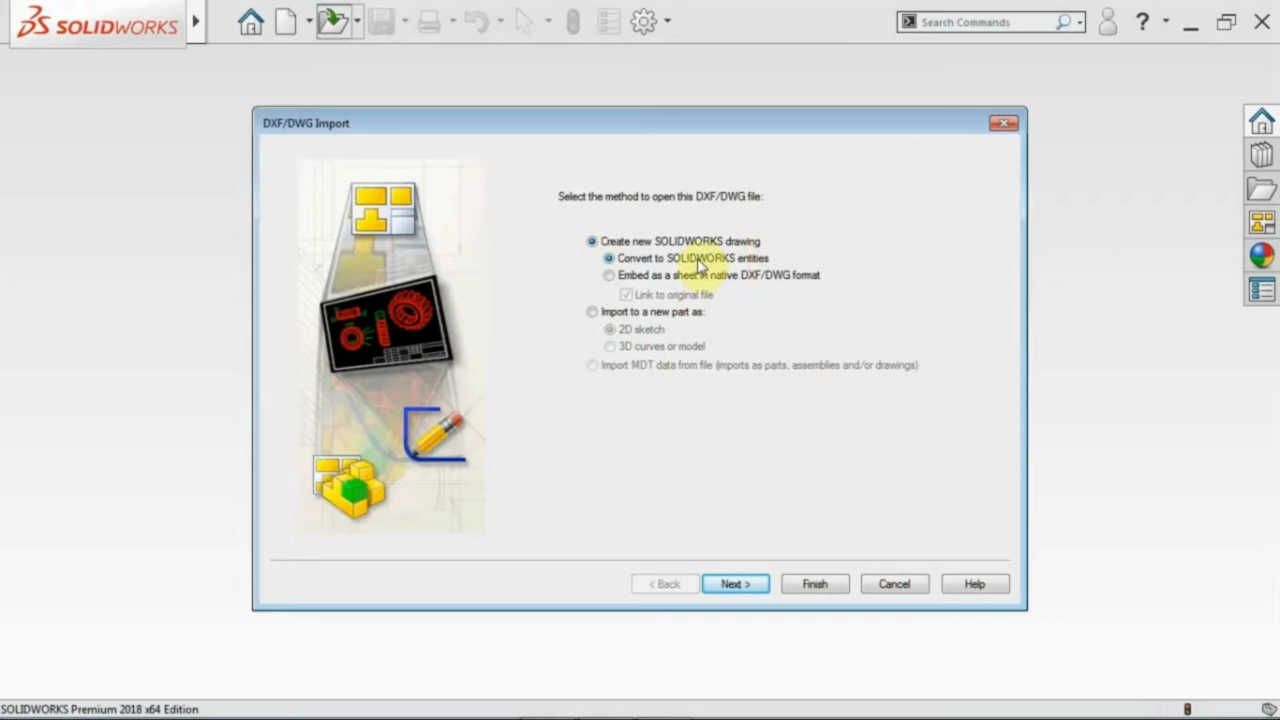 SOLIDWORKS
Search Commands
?
DXF/DWG Import
Select the method to open this DXF/DWG file:
Create new SOLIDWORKS drawing
Convert to SOLIDWORKS entities
Embed as a sheet in native DXF/DWG format
Link to original file
Import to a new part as:
2D sketch
3D curves or model
Import MDT data from file (imports as parts, assemblies and/or drawings)
< Back
Next >
Finish
Cancel
Help
SOLIDWORKS Premium 2018 x64 Edition